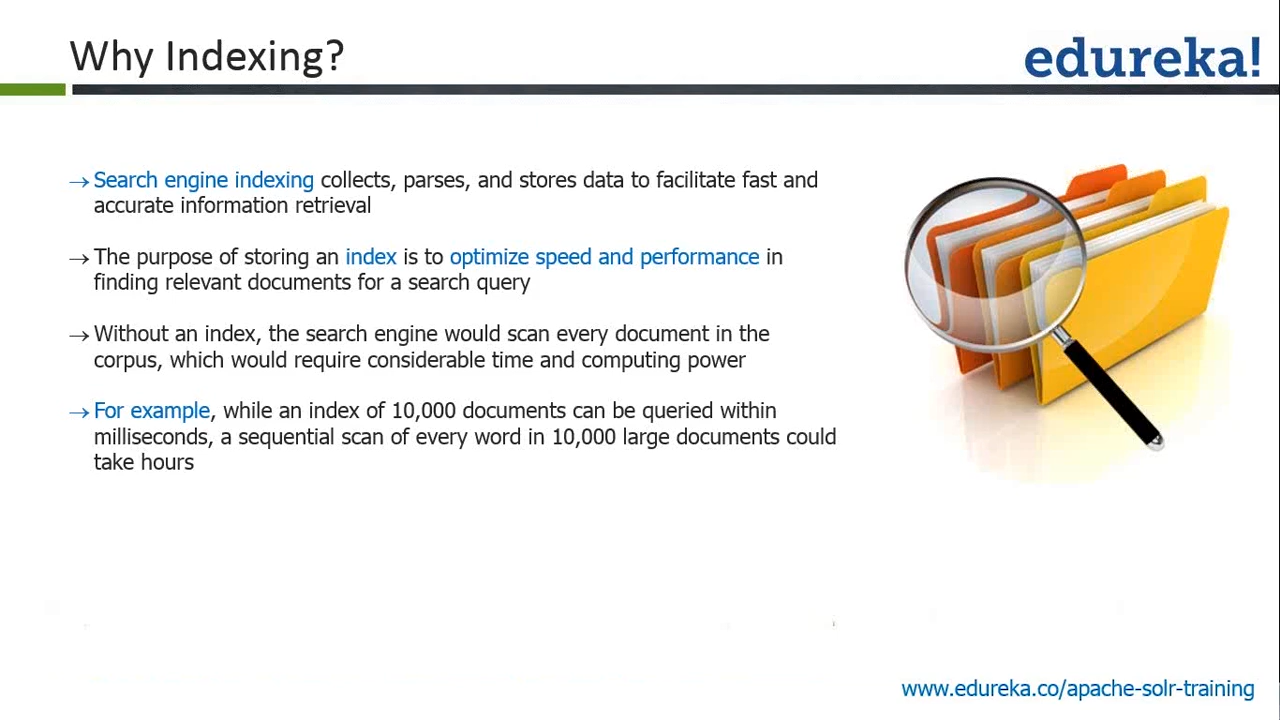 Why Indexing?
edureka!
→ Search engine indexing collects, parses, and stores data to facilitate fast and
accurate information retrieval
→ The purpose of storing an index is to optimize speed and performance in
finding relevant documents for a search query
→ Without an index, the search engine would scan every document in the
corpus, which would require considerable time and computing power
→ For example, while an index of 10,000 documents can be queried within
milliseconds, a sequential scan of every word in 10,000 large documents could
take hours
www.edureka.co/apache-solr-training